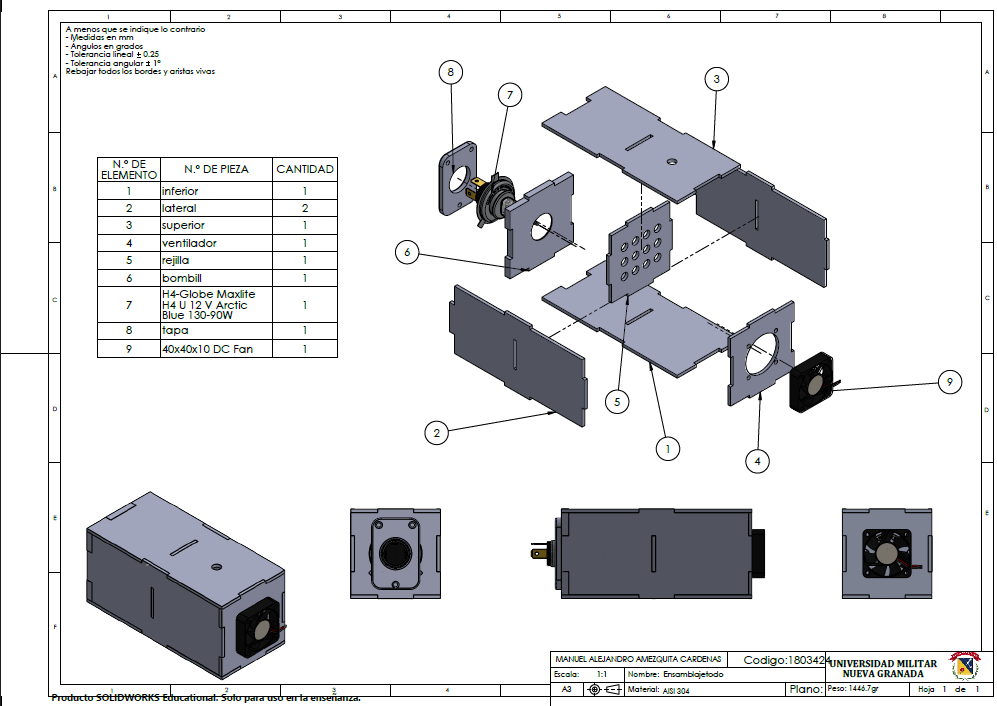 1 2 3 4 5 6 7 8
A menos que se indique lo contrario
- Medidas en mm
- Ángulos en grados
- Tolerancia lineal ± 0.25
- Tolerancia angular ± 1°
Rebajar todos los bordes y aristas vivas
A A
8
7
3
N.º DE ELEMENTO N.º DE PIEZA CANTIDAD
1 inferior 1
2 lateral 2
3 superior 1
4 ventilador 1
5 rejilla 1
6 bombill 1
7 H4-Globe Maxlite
H4 U 12 V Arctic
Blue 130-90W 1
8 tapa 1
9 40x40x10 DC Fan 1
B B
6
C C
9
5
D D
2
1
4
E E
F
MANUEL ALEJANDRO AMEZQUITA CARDENAS Codigo:1803424
UNIVERSIDAD MILITAR
NUEVA GRANADA
Escala: 1:1 Nombre: Ensamblajetodo
A3 Material: AISI 304 Plano: Peso: 1446.7gr Hoja 1 de 1
1 2 3 4
Producto SOLIDWORKS Educational. Solo para uso en la enseñanza.